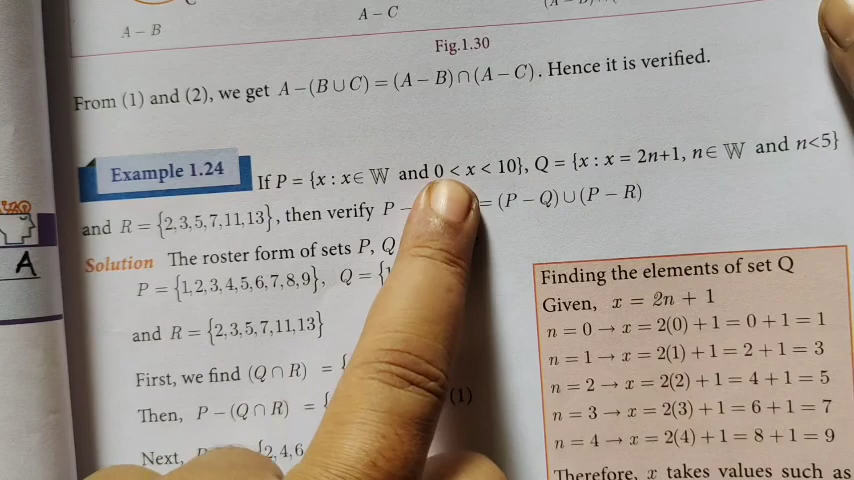 C
A − B
A − C
Fig.1.30
From (1) and (2), we get A−(B∪C) = (A−B)∩(A−C). Hence it is verified.
Example 1.24 If P = {x : x∈ 𝕎 and 0 < x < 10}, Q = {x : x = 2n+1, n∈ 𝕎 and n<5}
and R = {2,3,5,7,11,13}, then verify P − = (P − Q)∪(P − R)
A
Solution The roster form of sets P, Q
P = {1,2,3,4,5,6,7,8,9}, Q = {
and R = {2,3,5,7,11,13}
First, we find (Q∩R) = {
Then, P−(Q∩R) = { (1)
Next, {2,4,6
Finding the elements of set Q
Given, x = 2n + 1
n = 0 → x = 2(0)+1 = 0+1 = 1
n = 1 → x = 2(1)+1 = 2+1 = 3
n = 2 → x = 2(2)+1 = 4+1 = 5
n = 3 → x = 2(3)+1 = 6+1 = 7
n = 4 → x = 2(4)+1 = 8+1 = 9
Therefore, x takes values such as